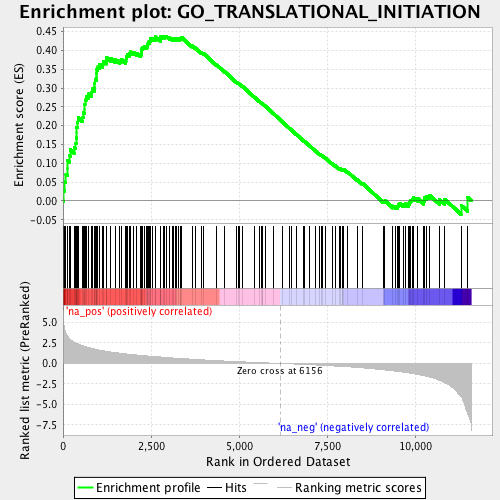 Enrichment plot: GO_TRANSLATIONAL_INITIATION
Enrichment score (ES)
0.45
0.40
0.35
0.30
0.25
0.20
0.15
0.10
0.05
0.00
-0.05
'na_pos' (positively correlated)
Ranked list metric (PreRanked)
5.0
2.5
0.0
-2.5
-5.0
-7.5
Zero cross at 6156
'na_neg' (negatively correlated)
0
2,500
5,000
7,500
10,000
Rank in Ordered Dataset
Enrichment profile
Hits
Ranking metric scores